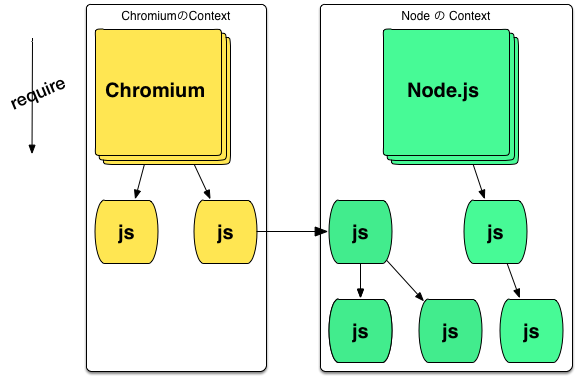 ChromiumのContext
Node の Context
require
Chromium
Node.js
js
js
js
js
js
js
js